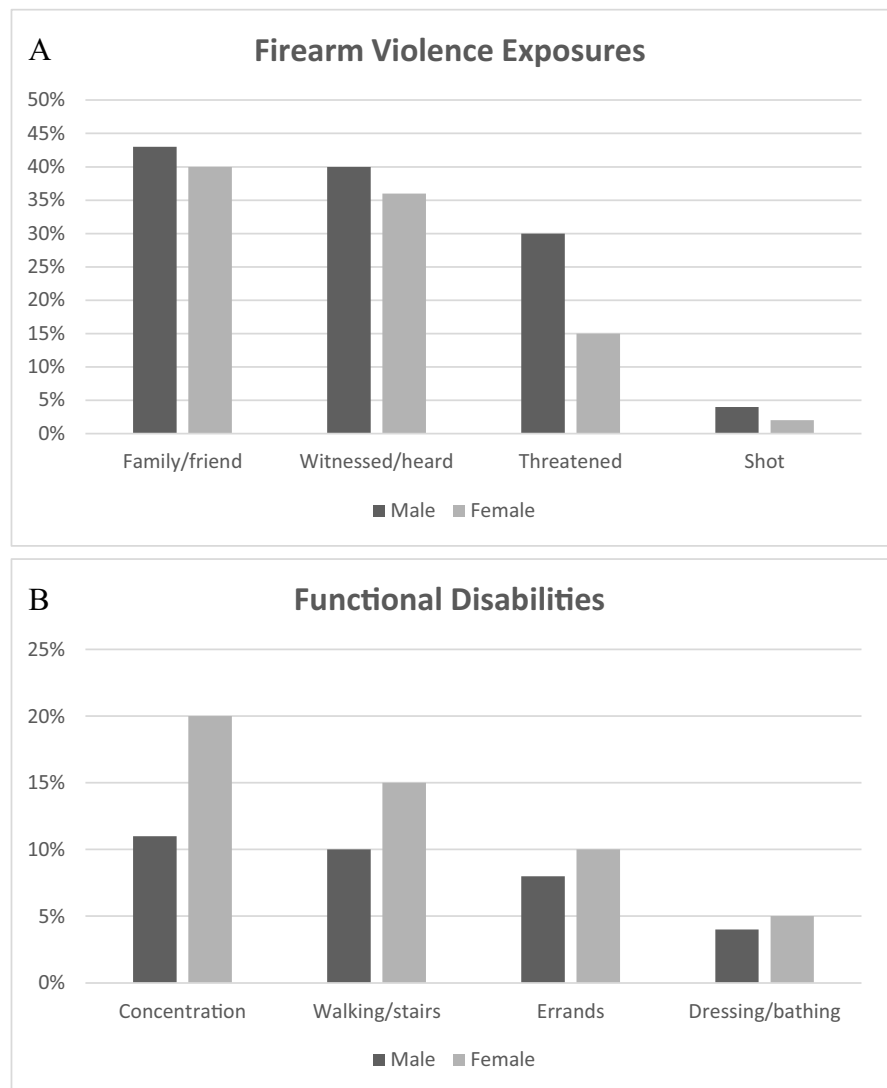 A
Firearm Violence Exposures
50%
45%
40%
35%
30%
25%
20%
15%
10%
5%
0%
Family/friend Witnessed/heard Threatened Shot
Male Female
B
Functional Disabilities
25%
20%
15%
10%
5%
0%
Concentration Walking/stairs Errands Dressing/bathing
Male Female